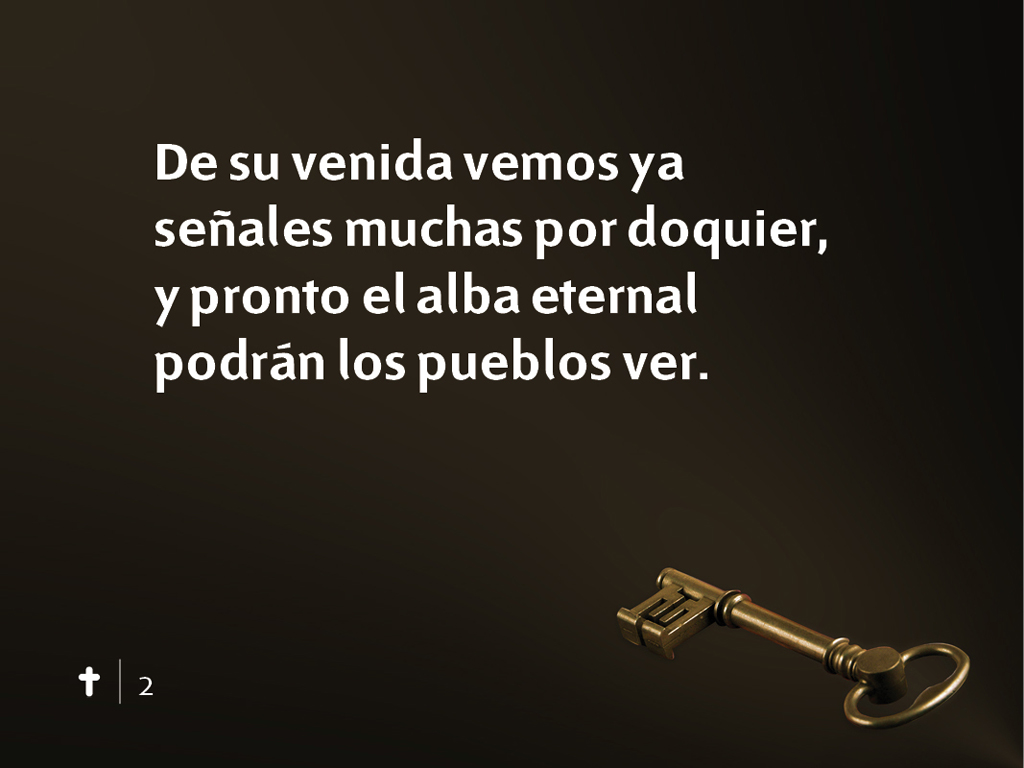 De su venida vemos ya
señales muchas por doquier,
y pronto el alba eternal
podrán los pueblos ver.
2